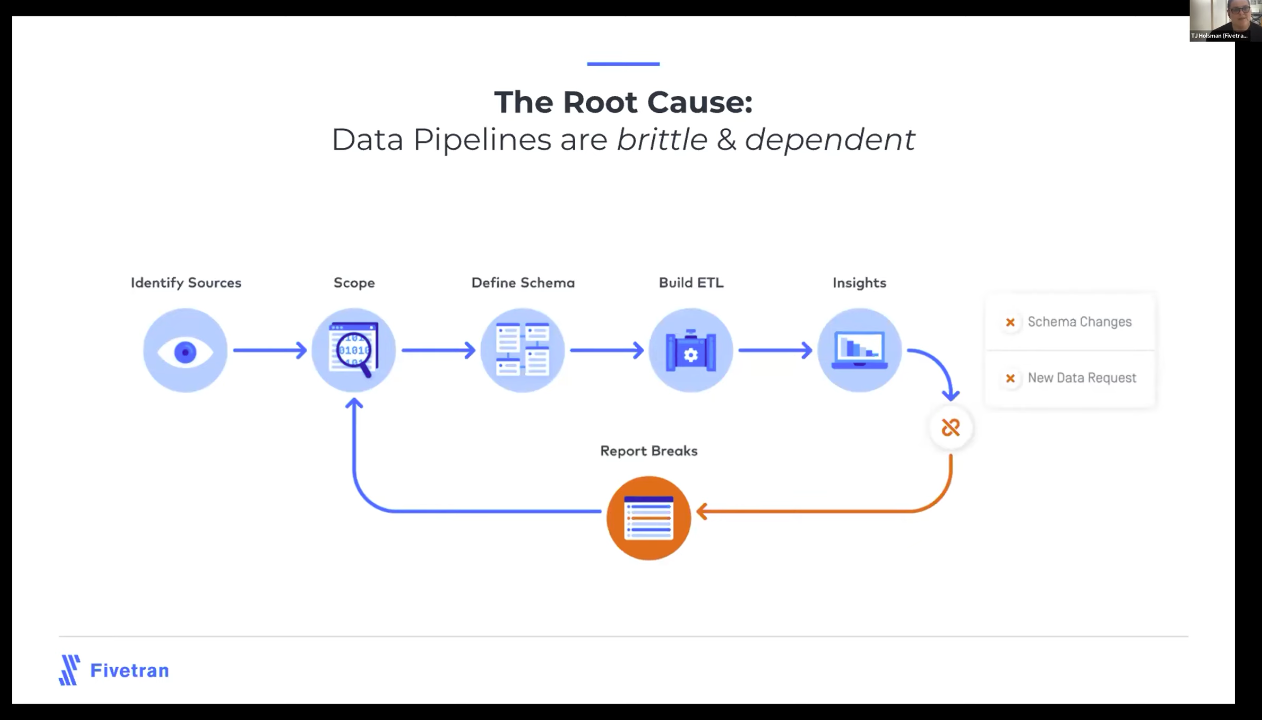 TJ Holsman (Fivetra...
The Root Cause:
Data Pipelines are brittle & dependent
Identify Sources
Scope
Define Schema
Build ETL
Insights
Schema Changes
New Data Request
Report Breaks
Fivetran